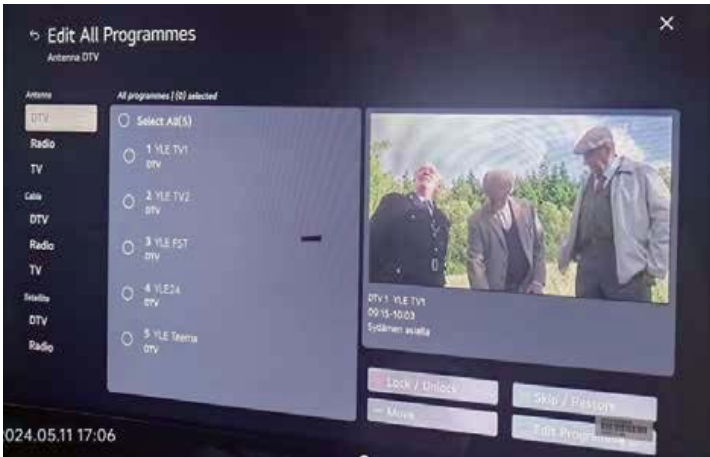 Edit All Programmes
Antenna DTV
Antenna
DTV
Radio
TV
Cable
DTV
Radio
TV
Satellite
DTV
Radio
All programmes | (0) selected
Select All(5)
1 YLE TV1
DTV
2 YLE TV2
DTV
3 YLE FST
DTV
4 YLE24
DTV
5 YLE Teema
DTV
DTV 1 YLE TV1
09:15-10:03
Sydämen asialla
Lock / Unlock
Skip / Restore
Move
Edit Programme
024.05.11 17:06